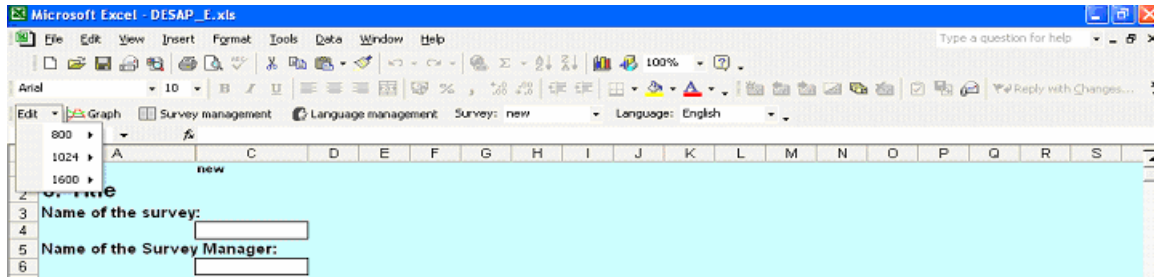 Microsoft Excel - DESAP_E.xls
File Edit View Insert Format Tools Data Window Help Type a question for help
100%
Arial 10 B I U % , Reply with Changes...
Edit Graph Survey management Language management Survey: new Language: English
800 fx
1024 A C D E F G H I J K L M N O P Q R S
1600 new
2 Title
3 Name of the survey:
4
5 Name of the Survey Manager:
6